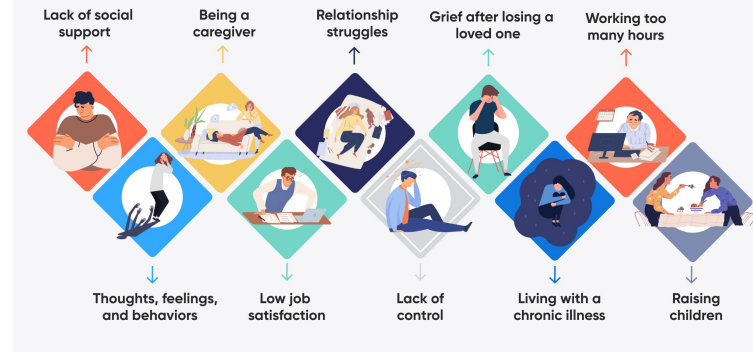 Lack of social
support
Being a
caregiver
Relationship
struggles
Grief after losing a
loved one
Working too
many hours
Thoughts, feelings,
and behaviors
Low job
satisfaction
Lack of
control
Living with a
chronic illness
Raising
children